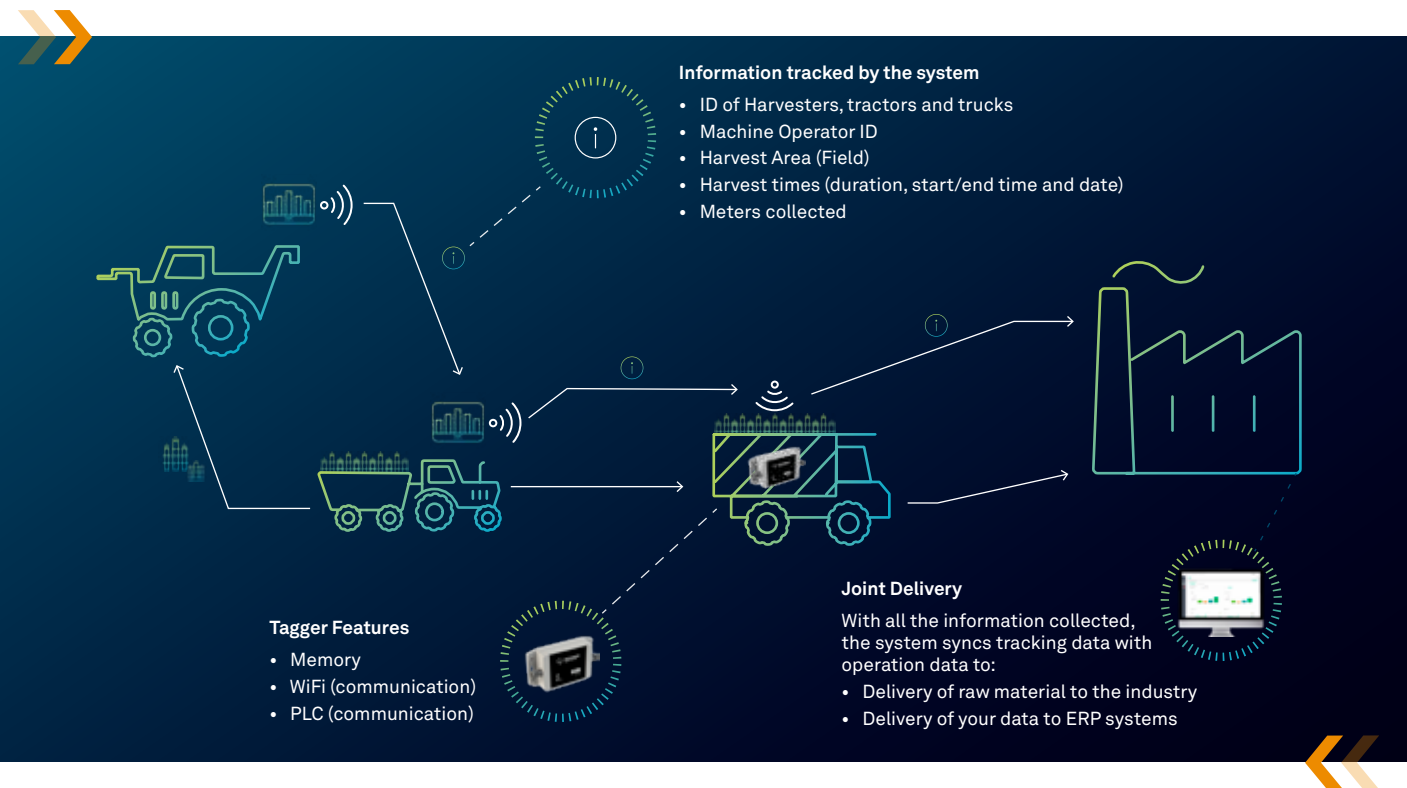 Information tracked by the system
• ID of Harvesters, tractors and trucks
• Machine Operator ID
• Harvest Area (Field)
• Harvest times (duration, start/end time and date)
• Meters collected
Tagger Features
• Memory
• WiFi (communication)
• PLC (communication)
Joint Delivery
With all the information collected,
the system syncs tracking data with
operation data to:
• Delivery of raw material to the industry
• Delivery of your data to ERP systems